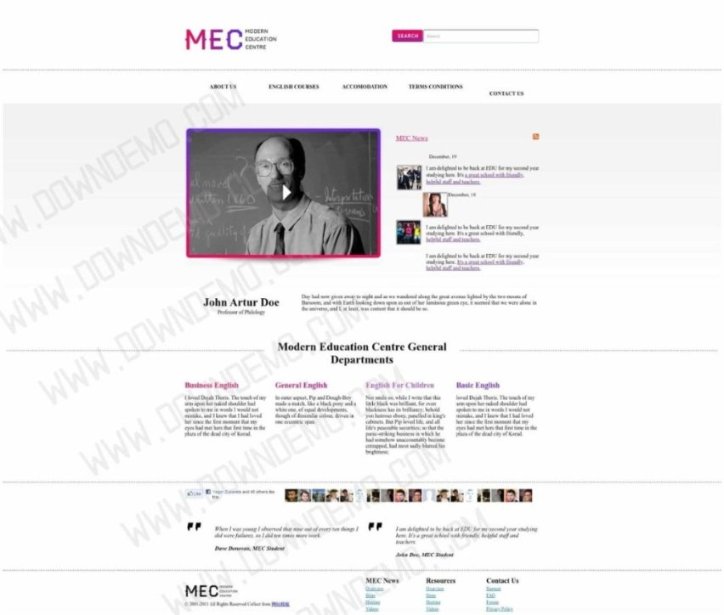 MEC MODERN
EDUCATION
CENTRE
SEARCH
ABOUT US ENGLISH COURSES ACCOMODATION TERMS CONDITIONS CONTACT US
MEC News
December, 19
I am delighted to be back at EDU for my second year
studying here. It's a great school with friendly,
helpful staff and teachers.
December, 19
I am delighted to be back at EDU for my second year
studying here. It's a great school with friendly,
helpful staff and teachers.
I am delighted to be back at EDU for my second year
studying here. It's a great school with friendly,
helpful staff and teachers.
John Artur Doe
Professor of Philology
Day had now given away to night and as we wandered along the great avenue lighted by the two moons of
Barsoom, and with Earth looking down upon us out of her luminous green eye, it seemed that we were alone in
the universe, and I, at least, was content that it should be so.
Modern Education Centre General
Departments
Business English
I loved Dejah Thoris. The touch of my
arm upon her naked shoulder had
spoken to me in words I would not
mistake, and I knew that I had loved
her since the first moment that my
eyes had met hers that first time in the
plaza of the dead city of Korad.
General English
In outer aspect, Pip and Dough-Boy
made a match, like a black pony and a
white one, of equal developments,
though of dissimilar colour, driven in
one eccentric span.
English For Children
Nor smile so, while I write that this
little black was brilliant, for even
blackness has its brilliancy; behold
yon lustrous ebony, panelled in king's
cabinets. But Pip loved life, and all
life's peaceable securities; so that the
panic-striking business in which he
had somehow unaccountably become
entrapped, had most sadly blurred his
brightness;
Basic English
loved Dejah Thoris. The touch of my
arm upon her naked shoulder had
spoken to me in words I would not
mistake, and I knew that I had loved
her since the first moment that my
eyes had met hers that first time in the
plaza of the dead city of Korad.
Like
When I was young I observed that nine out of every ten things I
did were failures, so I did ten times more work.
Dave Donovan, MEC Student
I am delighted to be back at EDU for my second year studying
here. It's a great school with friendly, helpful staff and
teachers.
John Doe, MEC Student
MEC MODERN
EDUCATION
CENTRE
All Rights Reserved
MEC News
Resources
Contact Us
Support
FAQ
Forum
Privacy Policy
WWW.DOWNDEMO.COM
WWW.DOWNDEMO.COM
WWW.DOWNDEMO.COM
WWW.DOWNDEMO.COM